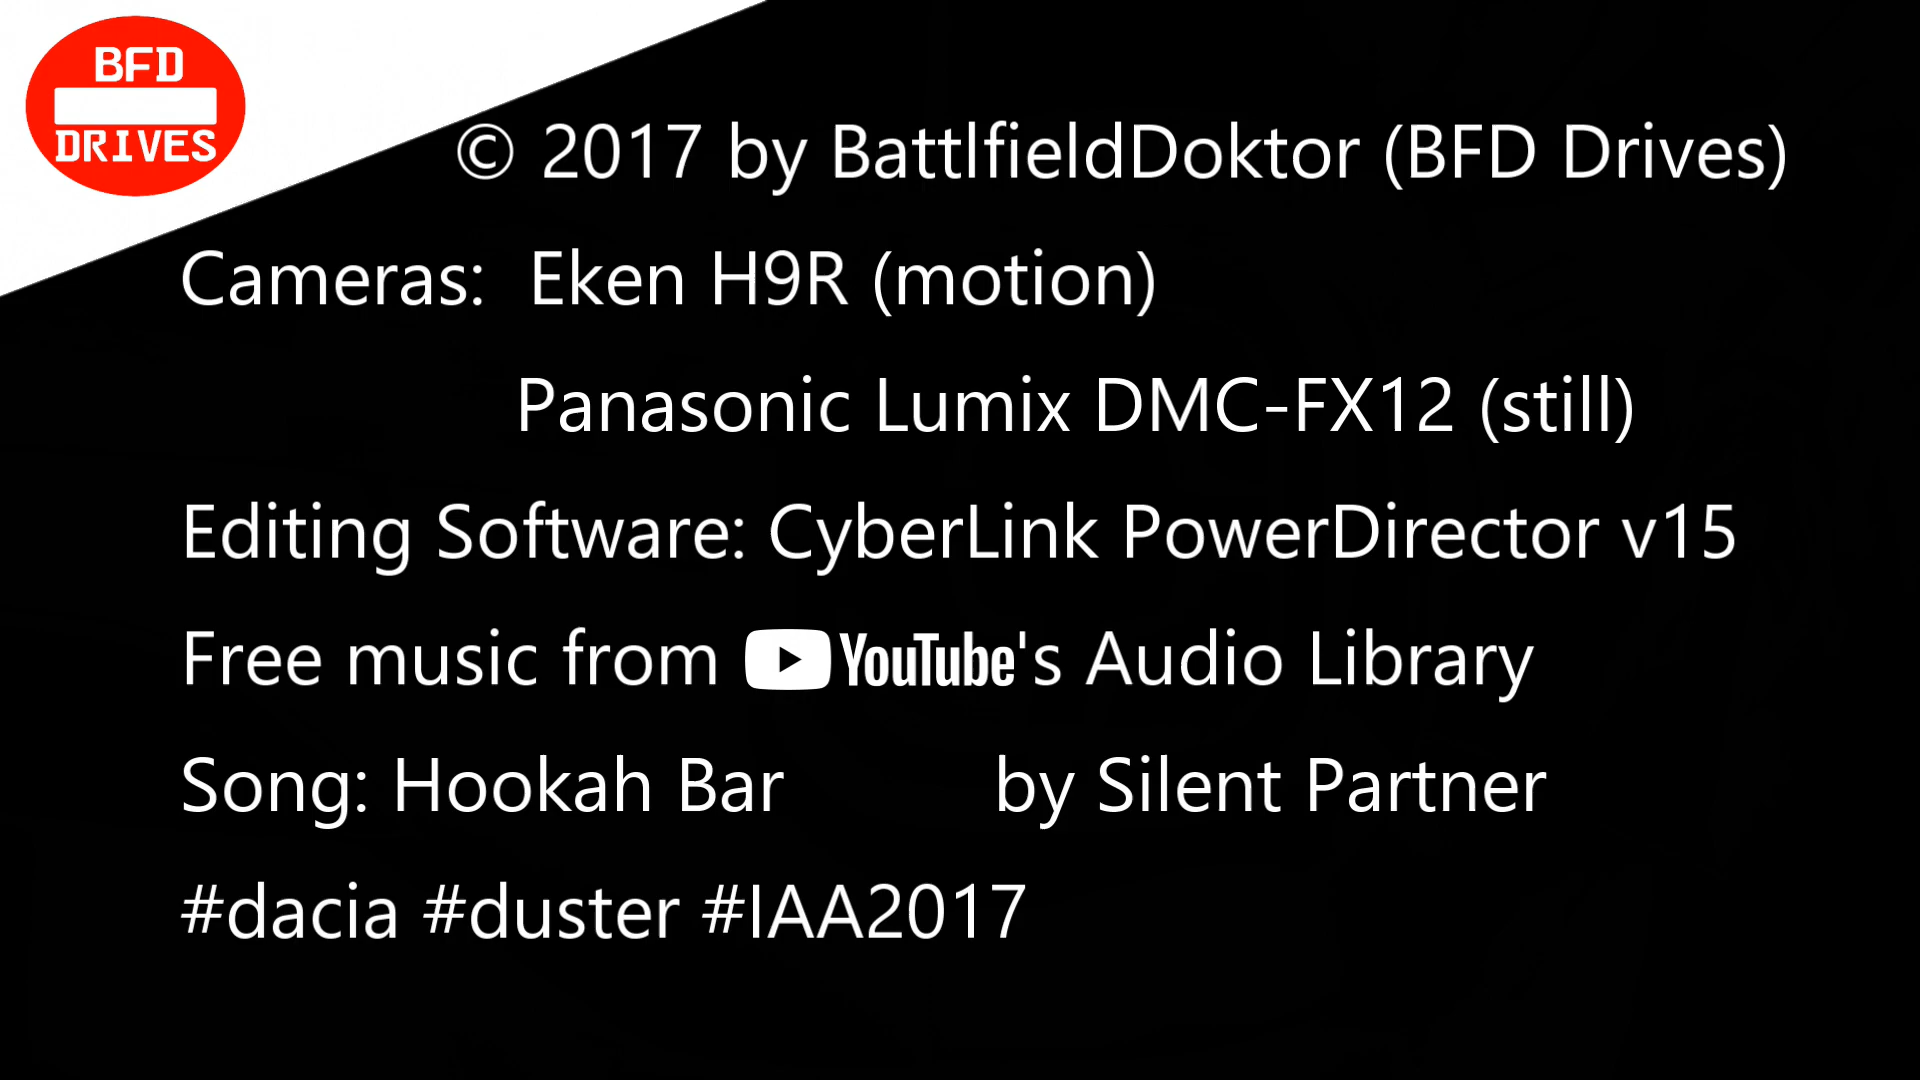 BFD
DRIVES
© 2017 by BattlfieldDoktor (BFD Drives)
Cameras: Eken H9R (motion)
Panasonic Lumix DMC-FX12 (still)
Editing Software: CyberLink PowerDirector v15
Free music from YouTube's Audio Library
Song: Hookah Bar by Silent Partner
#dacia #duster #IAA2017